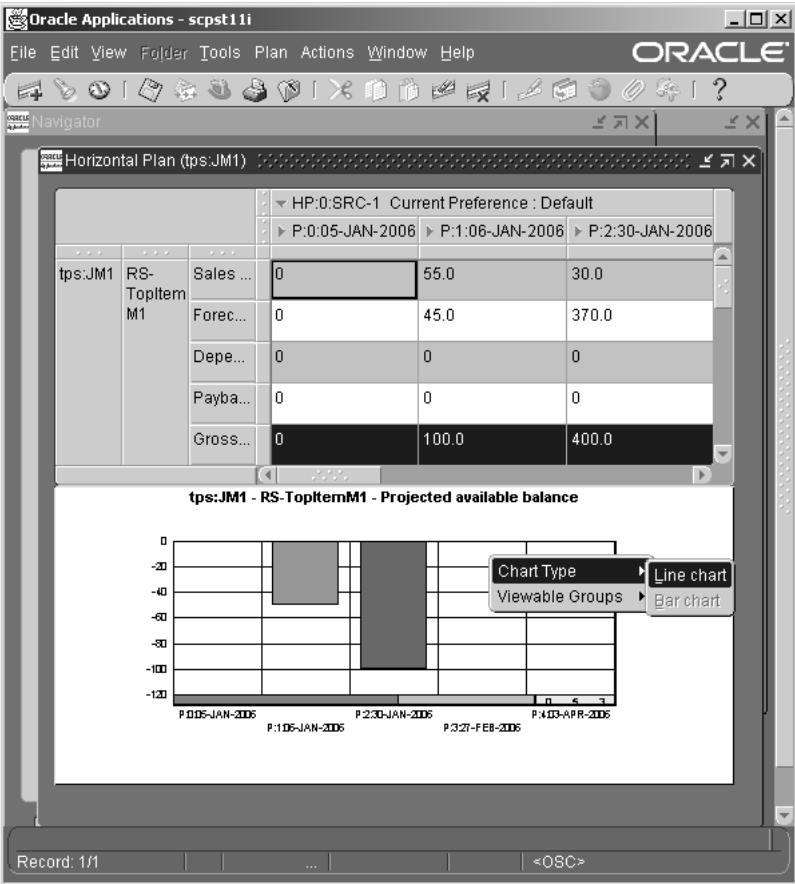 Oracle Applications - scpst11i
File Edit View Folder Tools Plan Actions Window Help
ORACLE
Navigator
Horizontal Plan (tps:JM1)
HP:0:SRC-1 Current Preference : Default
P:0:05-JAN-2006 P:1:06-JAN-2006 P:2:30-JAN-2006
tps:JM1 RS- Sales ... 0 55.0 30.0
TopItem
M1 Forec... 0 45.0 370.0
Depe... 0 0 0
Payba... 0 0 0
Gross... 0 100.0 400.0
tps:JM1 - RS-TopItemM1 - Projected available balance
0
-20
-40
-60
-80
-100
-120
Chart Type Line chart
Viewable Groups Bar chart
P:0:05-JAN-2006 P:2:30-JAN-2006 P:4:03-APR-2006
P:1:06-JAN-2006 P:3:27-FEB-2006
Record: 1/1 ... <OSC>